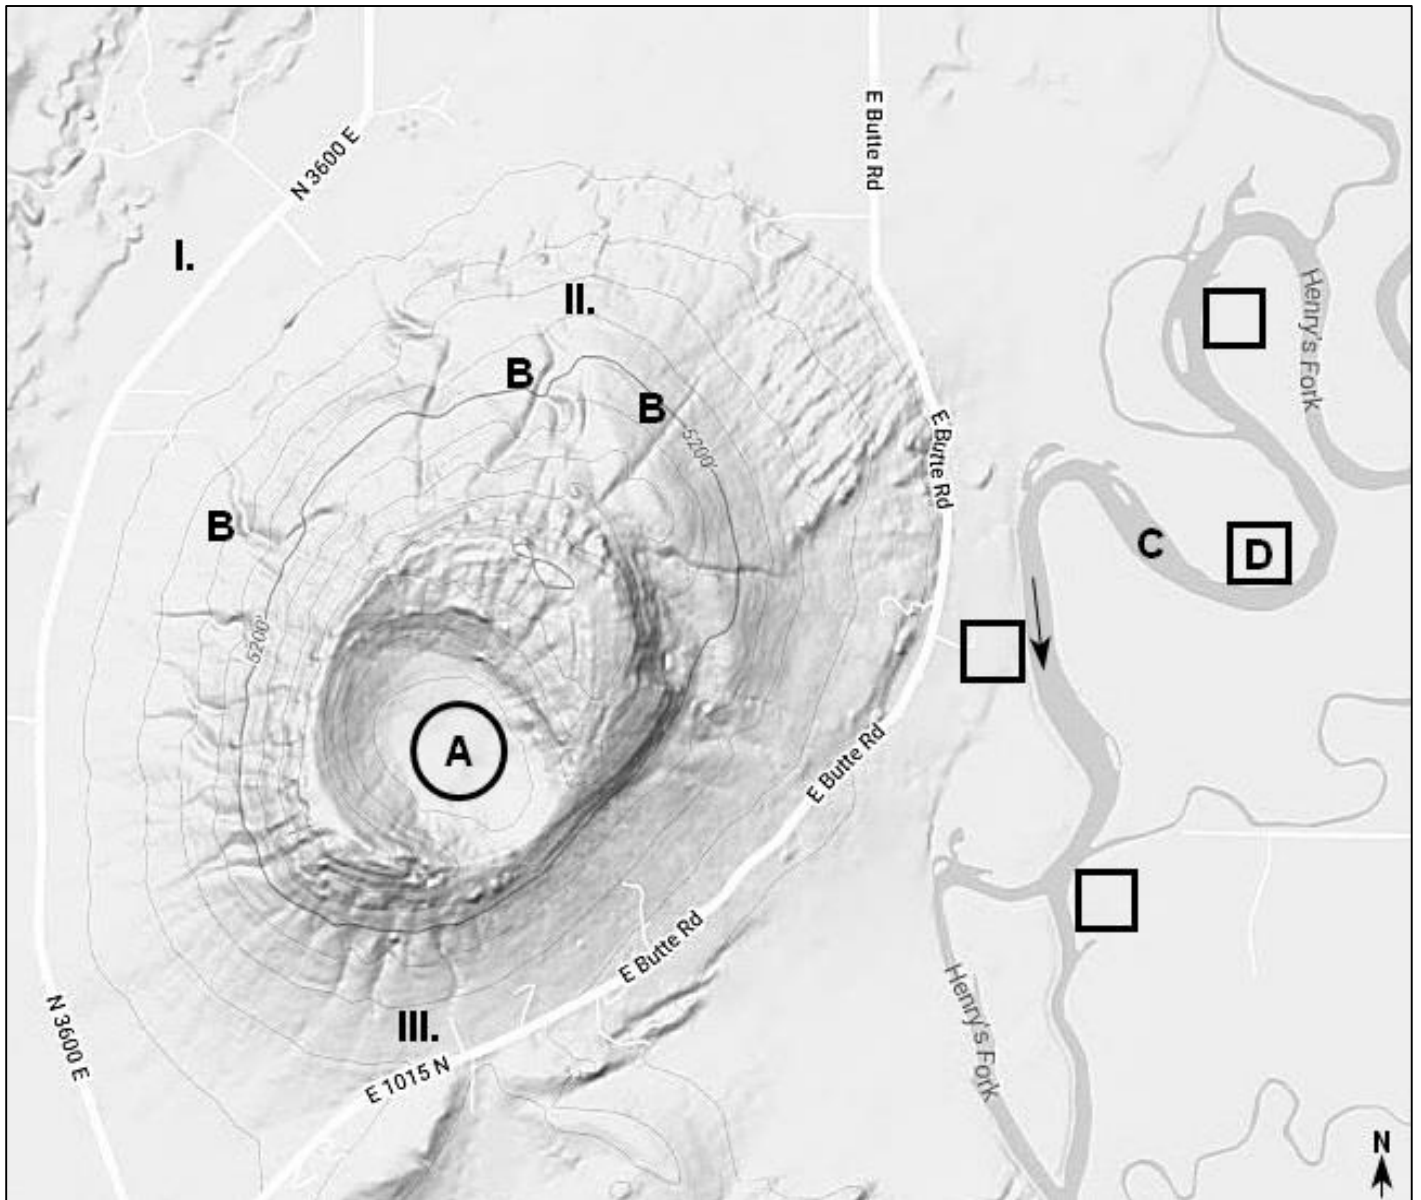 E Butte Rd
N 3600 E
I.
II.
Henry's Fork
B
B
5200'
E Butte Rd
B
C
D
5200'
A
E Butte Rd
E Butte Rd
Henry's Fork
III.
N 3600 E
E 1015 N
N